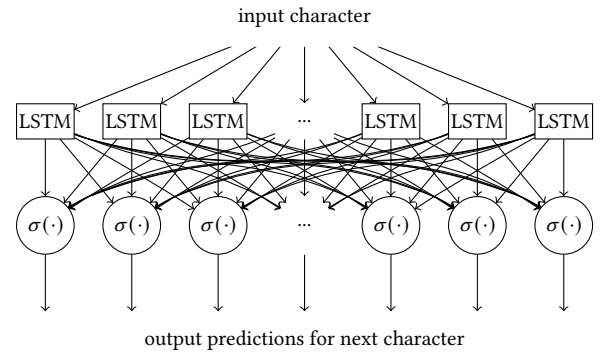 input character
LSTM LSTM LSTM ... LSTM LSTM LSTM
σ(·) σ(·) σ(·) ... σ(·) σ(·) σ(·)
output predictions for next character